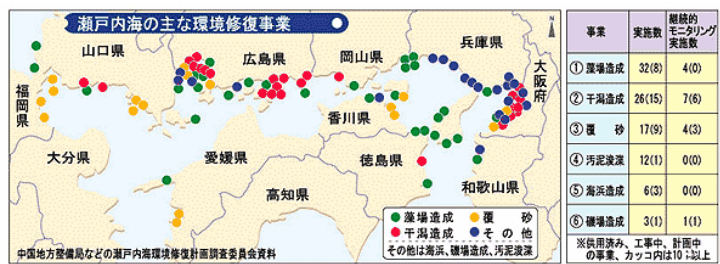 瀬戸内海の主な環境修復事業
山口県
広島県
岡山県
兵庫県
大阪府
福岡県
香川県
大分県
愛媛県
徳島県
高知県
和歌山県
N
藻場造成
覆砂
干潟造成
その他
その他は海浜、磯場造成、汚泥浚渫
中国地方整備局などの瀬戸内海環境修復計画調査委員会資料
事業 実施数 継続的モニタリング実施数
①藻場造成 32(8) 4(0)
②干潟造成 26(15) 7(6)
③覆砂 17(9) 4(3)
④汚泥浚渫 12(1) 0(0)
⑤海浜造成 6(3) 0(0)
⑥磯場造成 3(1) 1(1)
※供用済み、工事中、計画中
の事業、カッコ内は10㌶以上